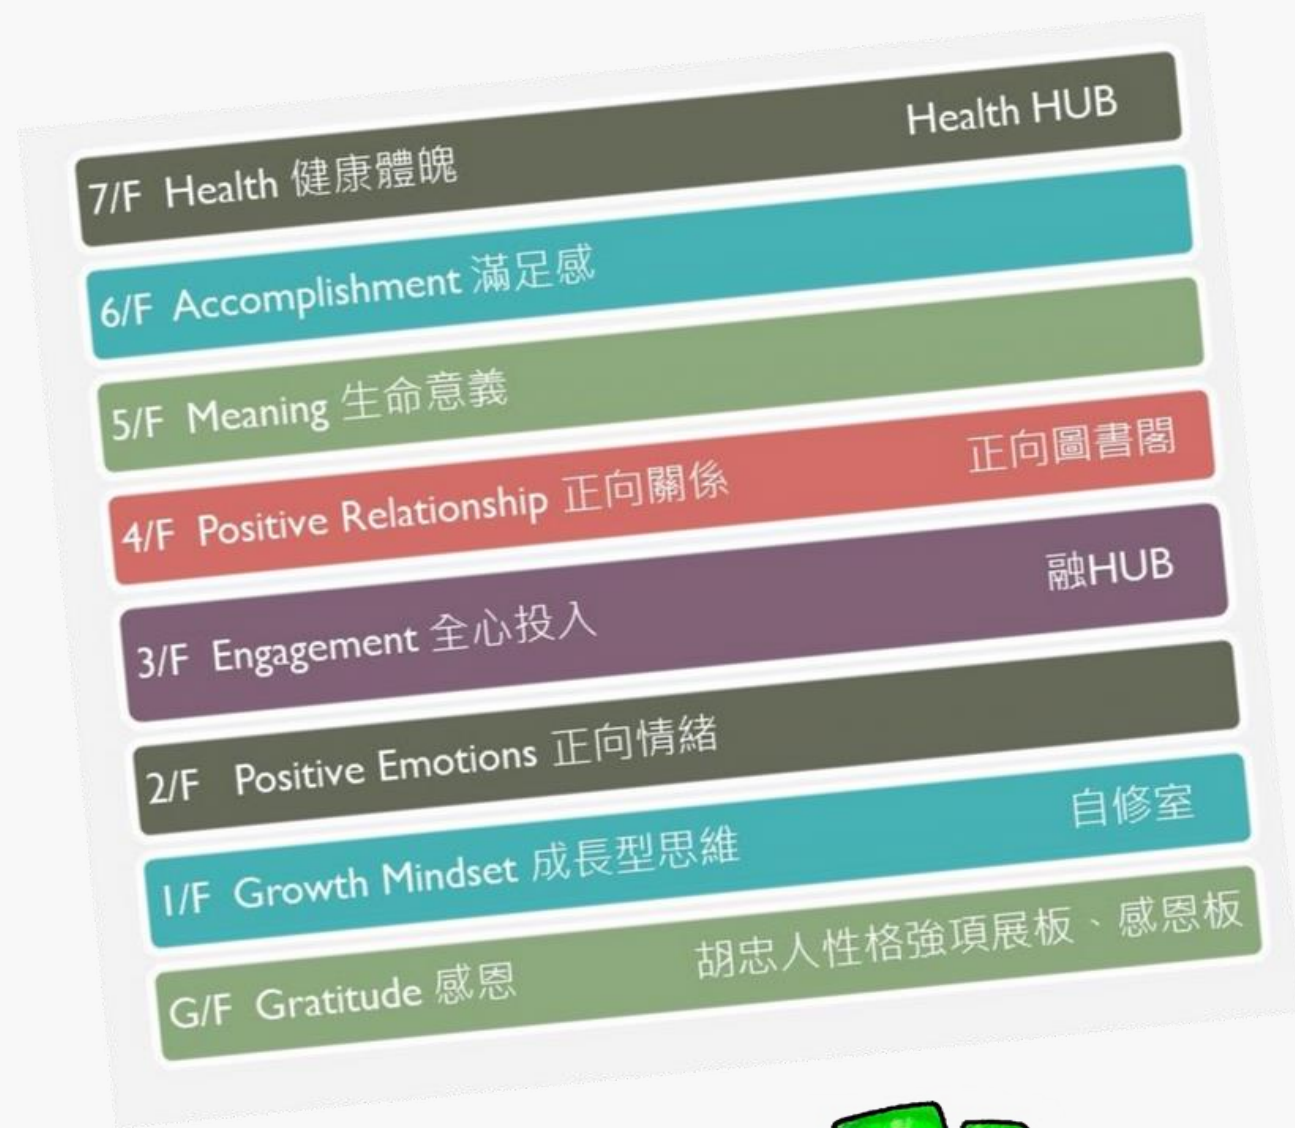 7/F Health 健康體魄 Health HUB
6/F Accomplishment 滿足感
5/F Meaning 生命意義
4/F Positive Relationship 正向關係 正向圖書閣
3/F Engagement 全心投入 融HUB
2/F Positive Emotions 正向情緒
1/F Growth Mindset 成長型思維 自修室
G/F Gratitude 感恩 胡忠人性格強項展板、感恩板